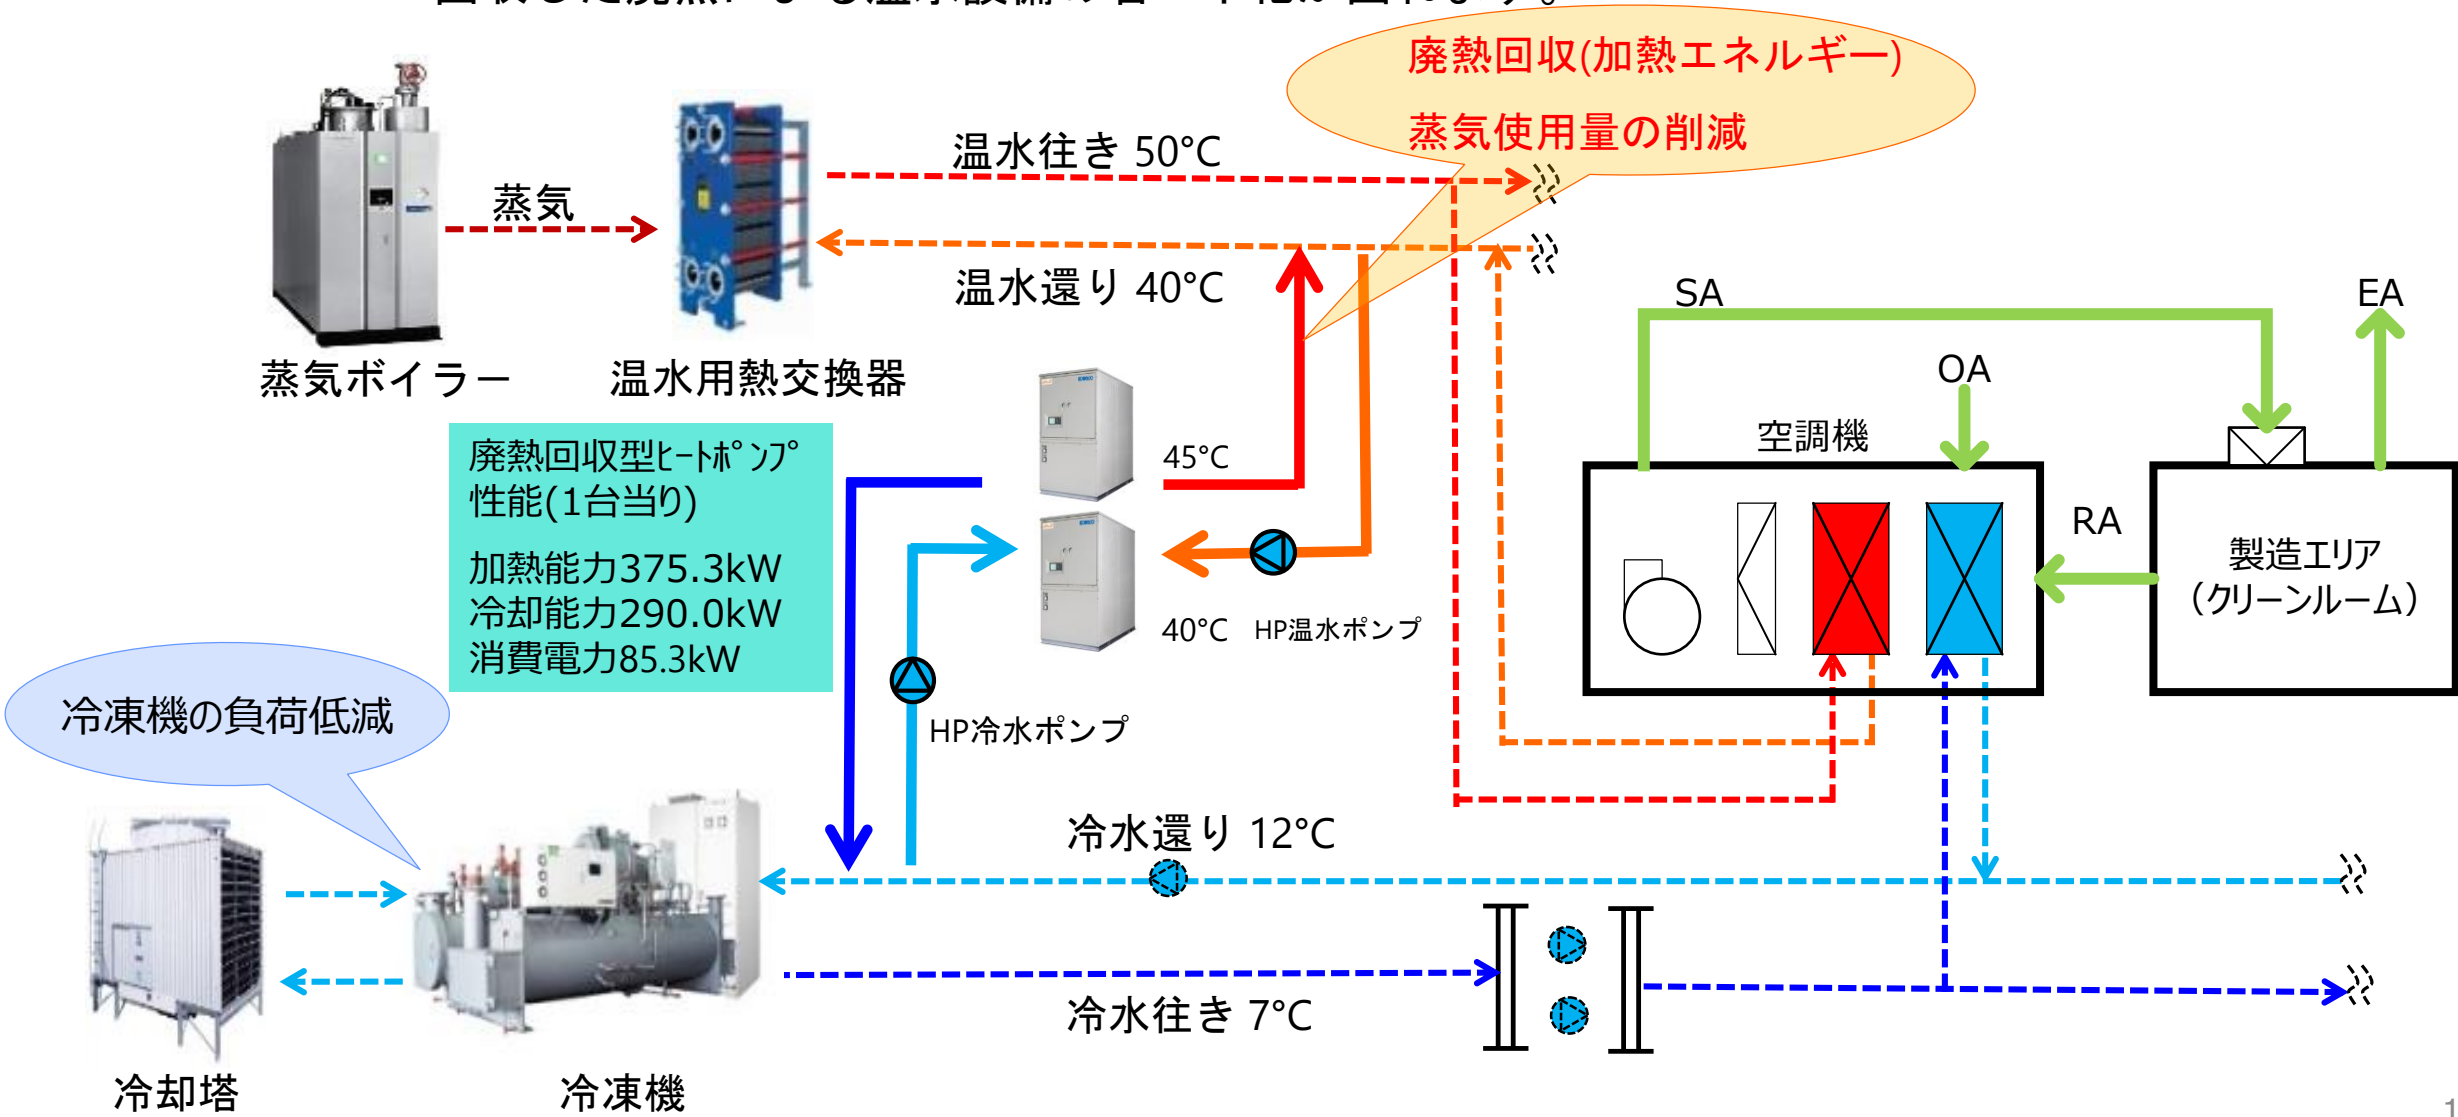 廃熱回収(加熱エネルギー)
蒸気使用量の削減
温水往き 50°C
蒸気
温水還り 40°C
SA
EA
OA
蒸気ボイラー
温水用熱交換器
空調機
廃熱回収型ﾋｰﾄﾎﾟﾝﾌﾟ
性能(1台当り)
加熱能力375.3kW
冷却能力290.0kW
消費電力85.3kW
45°C
RA
製造エリア
（クリーンルーム）
40°C
HP温水ポンプ
冷凍機の負荷低減
HP冷水ポンプ
冷水還り 12°C
冷水往き 7°C
冷却塔
冷凍機
1